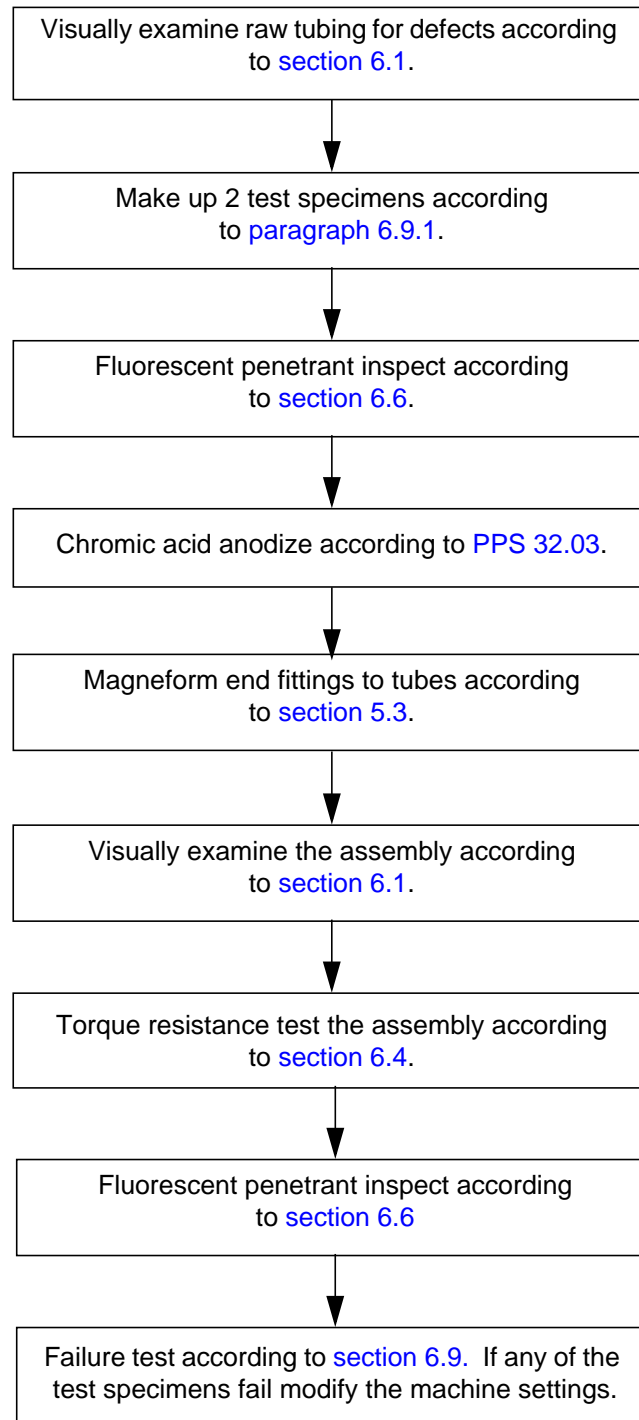 Visually examine raw tubing for defects according
to section 6.1.
Make up 2 test specimens according
to paragraph 6.9.1.
Fluorescent penetrant inspect according
to section 6.6.
Chromic acid anodize according to PPS 32.03.
Magneform end fittings to tubes according
to section 5.3.
Visually examine the assembly according
to section 6.1.
Torque resistance test the assembly according
to section 6.4.
Fluorescent penetrant inspect according
to section 6.6
Failure test according to section 6.9. If any of the
test specimens fail modify the machine settings.